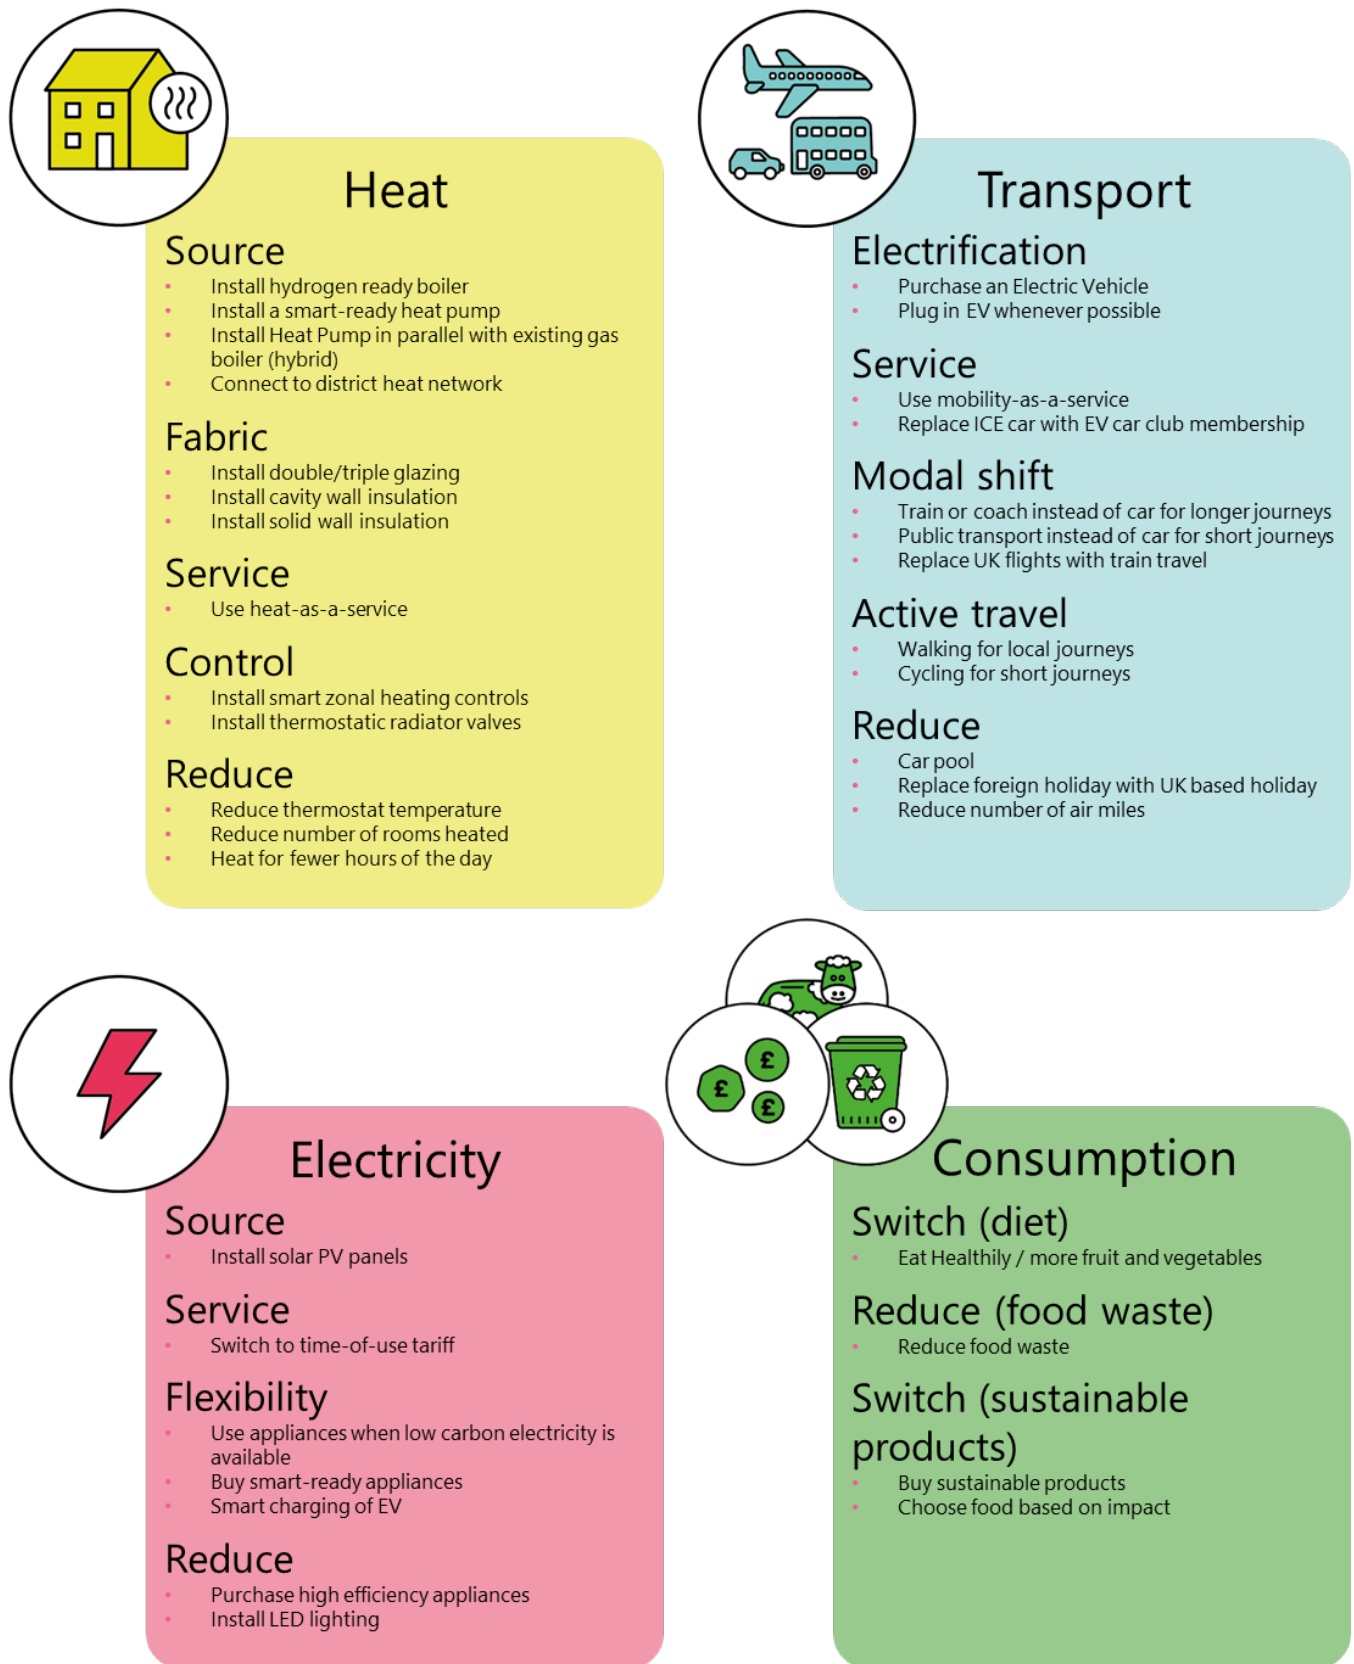 Heat
Source
• Install hydrogen ready boiler
• Install a smart-ready heat pump
• Install Heat Pump in parallel with existing gas
boiler (hybrid)
• Connect to district heat network
Fabric
• Install double/triple glazing
• Install cavity wall insulation
• Install solid wall insulation
Service
• Use heat-as-a-service
Control
• Install smart zonal heating controls
• Install thermostatic radiator valves
Reduce
• Reduce thermostat temperature
• Reduce number of rooms heated
• Heat for fewer hours of the day
Transport
Electrification
• Purchase an Electric Vehicle
• Plug in EV whenever possible
Service
• Use mobility-as-a-service
• Replace ICE car with EV car club membership
Modal shift
• Train or coach instead of car for longer journeys
• Public transport instead of car for short journeys
• Replace UK flights with train travel
Active travel
• Walking for local journeys
• Cycling for short journeys
Reduce
• Car pool
• Replace foreign holiday with UK based holiday
• Reduce number of air miles
Electricity
Source
• Install solar PV panels
Service
• Switch to time-of-use tariff
Flexibility
• Use appliances when low carbon electricity is
available
• Buy smart-ready appliances
• Smart charging of EV
Reduce
• Purchase high efficiency appliances
• Install LED lighting
£
£
£
Consumption
Switch (diet)
• Eat Healthily / more fruit and vegetables
Reduce (food waste)
• Reduce food waste
Switch (sustainable
products)
• Buy sustainable products
• Choose food based on impact